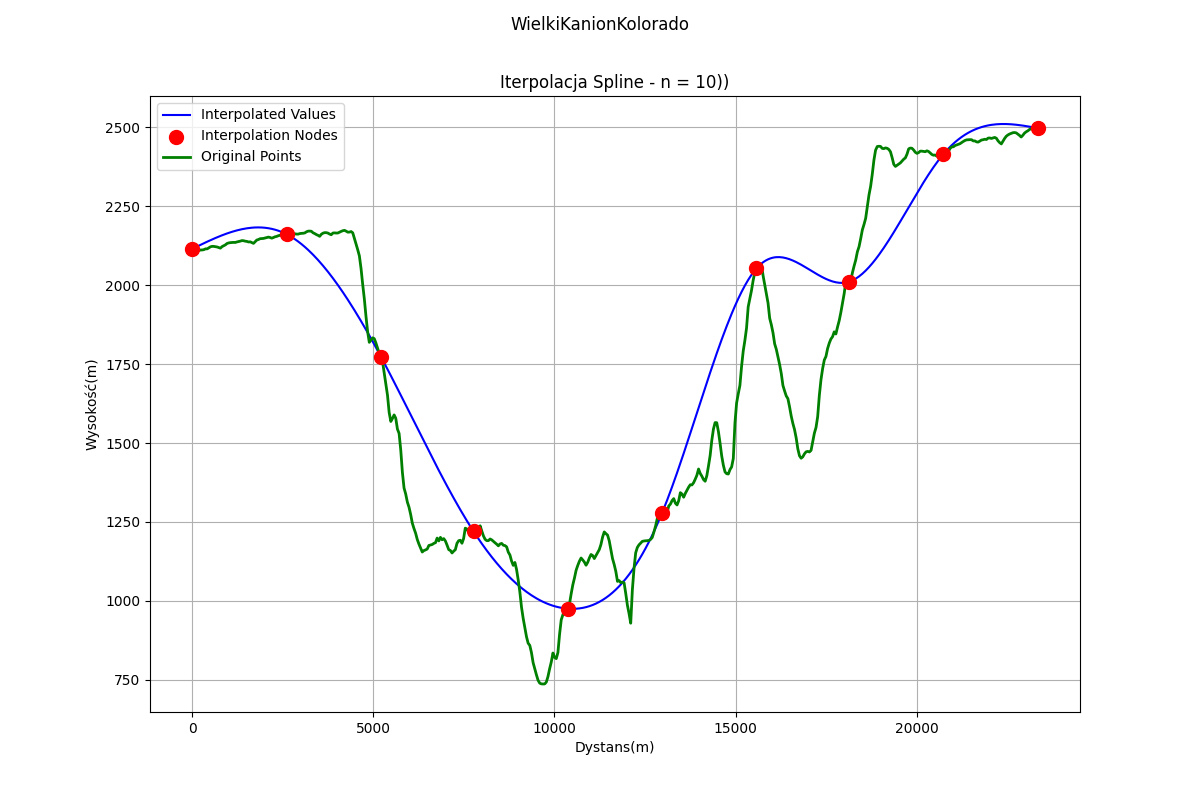 WielkiKanionKolorado
Iterpolacja Spline - n = 10))
Interpolated Values
Interpolation Nodes
Original Points
Wysokość(m)
2500
2250
2000
1750
1500
1250
1000
750
0
5000
10000
15000
20000
Dystans(m)